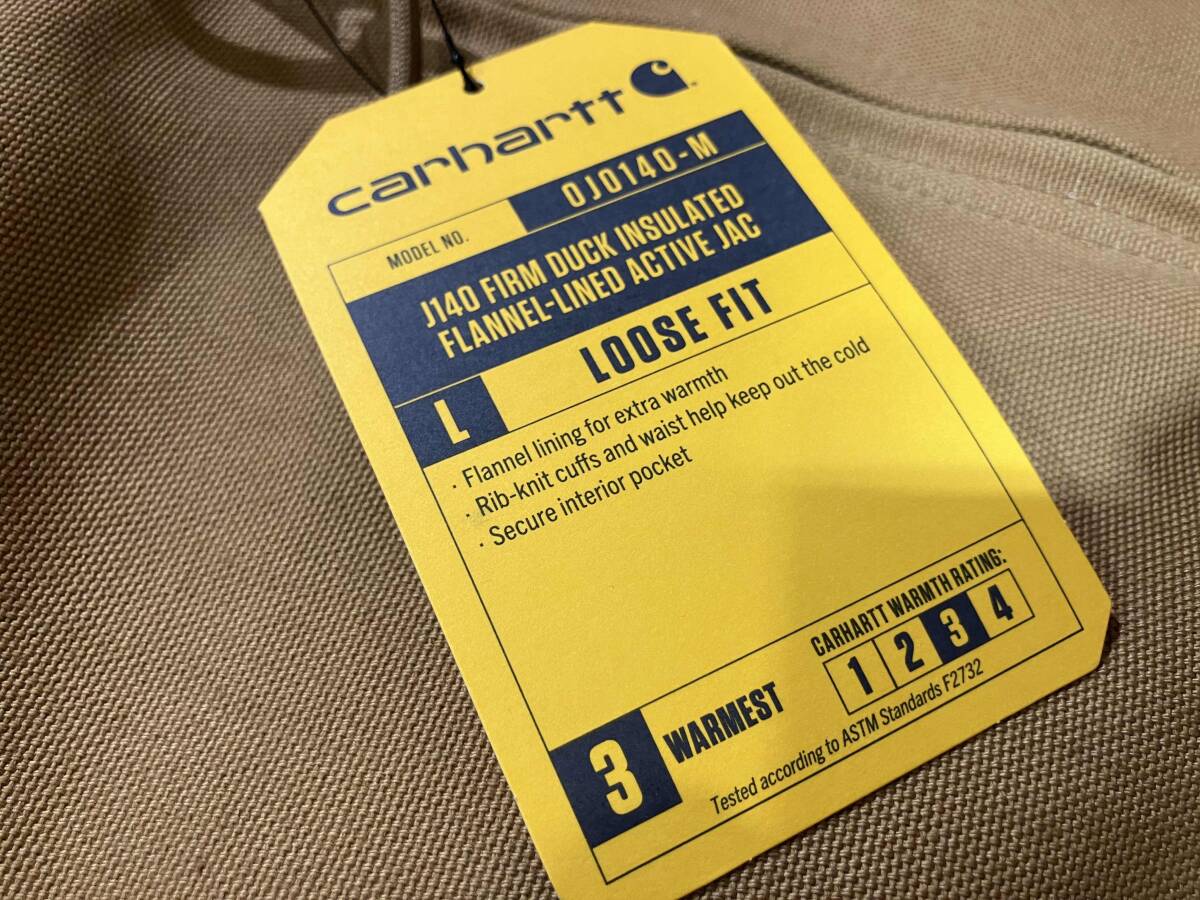 carhartt
MODEL NO. 0J0140-M
J140 FIRM DUCK INSULATED
FLANNEL-LINED ACTIVE JAC
L LOOSE FIT
· Flannel lining for extra warmth
· Rib-knit cuffs and waist help keep out the cold
· Secure interior pocket
CARHARTT WARMTH RATING:
1 2 3 4
3 WARMEST
Tested according to ASTM Standards F2732